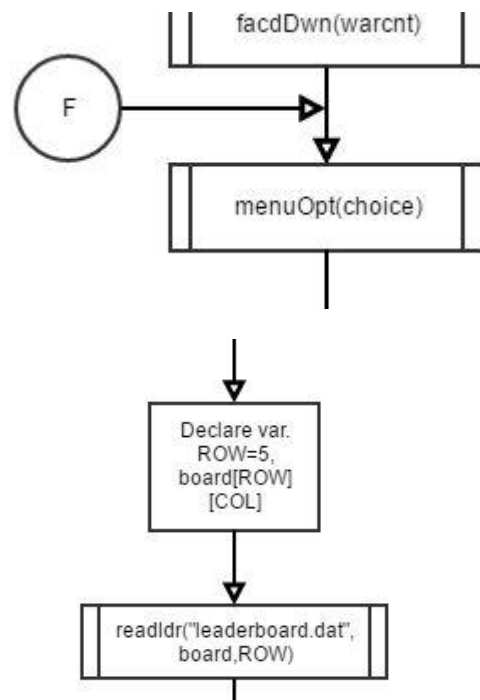 facdDwn(warcnt)
F
menuOpt(choice)
Declare var.
ROW=5,
board[ROW]
[COL]
readldr("leaderboard.dat",
board,ROW)